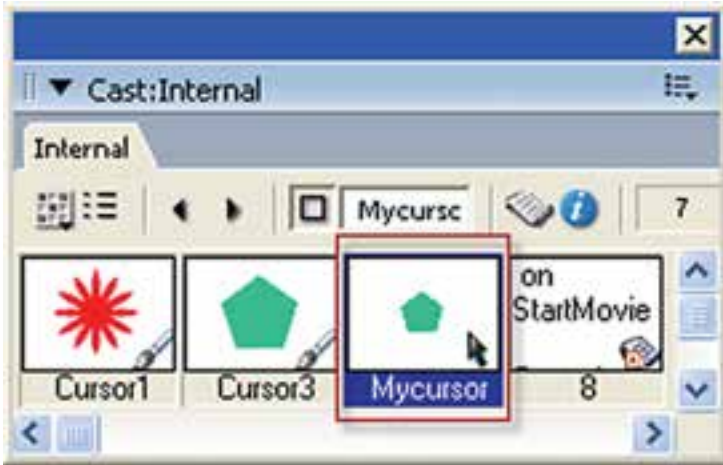 Cast:Internal
Internal
Mycursc
7
on
StartMovie
Cursor1
Cursor3
Mycursor
8